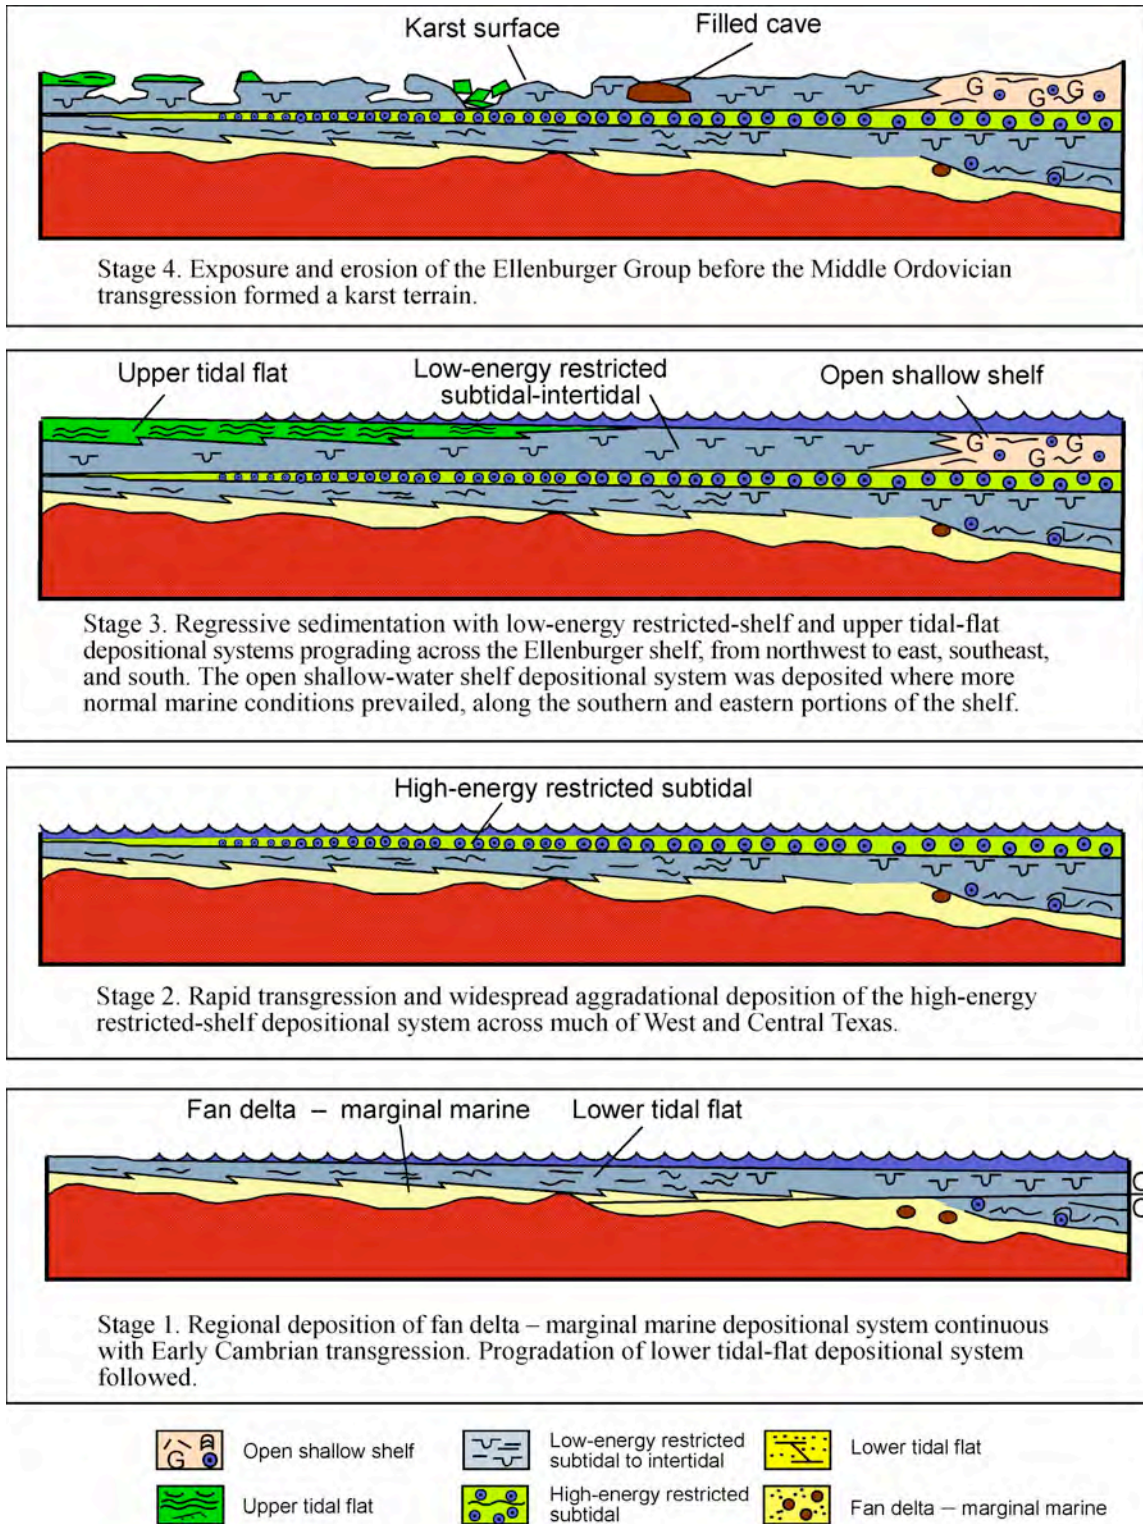 Karst surface
Filled cave
G
G
G
Stage 4. Exposure and erosion of the Ellenburger Group before the Middle Ordovician
transgression formed a karst terrain.
Upper tidal flat
Low-energy restricted
subtidal-intertidal
Open shallow shelf
G
G
G
G
Stage 3. Regressive sedimentation with low-energy restricted-shelf and upper tidal-flat
depositional systems prograding across the Ellenburger shelf, from northwest to east, southeast,
and south. The open shallow-water shelf depositional system was deposited where more
normal marine conditions prevailed, along the southern and eastern portions of the shelf.
High-energy restricted subtidal
Stage 2. Rapid transgression and widespread aggradational deposition of the high-energy
restricted-shelf depositional system across much of West and Central Texas.
Fan delta – marginal marine
Lower tidal flat
Stage 1. Regional deposition of fan delta – marginal marine depositional system continuous
with Early Cambrian transgression. Progradation of lower tidal-flat depositional system
followed.
G
Open shallow shelf
Low-energy restricted
subtidal to intertidal
Lower tidal flat
Upper tidal flat
High-energy restricted
subtidal
Fan delta – marginal marine